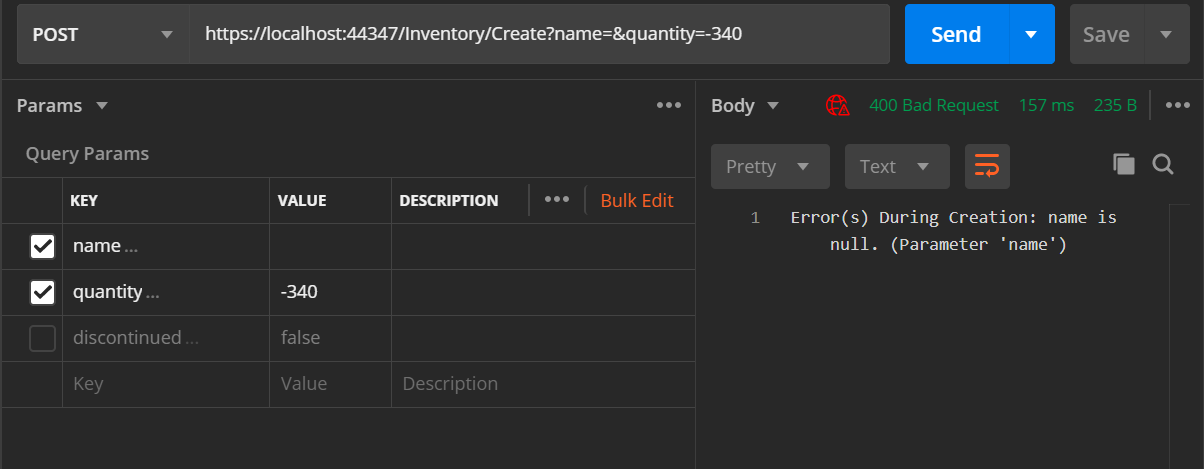 POST https://localhost:44347/Inventory/Create?name=&quantity=-340 Send Save
Params ••• Body 400 Bad Request 157 ms 235 B •••
Query Params
Pretty Text
KEY VALUE DESCRIPTION ••• Bulk Edit
1 Error(s) During Creation: name is
null. (Parameter 'name')
name ...
quantity ... -340
discontinued ... false
Key Value Description